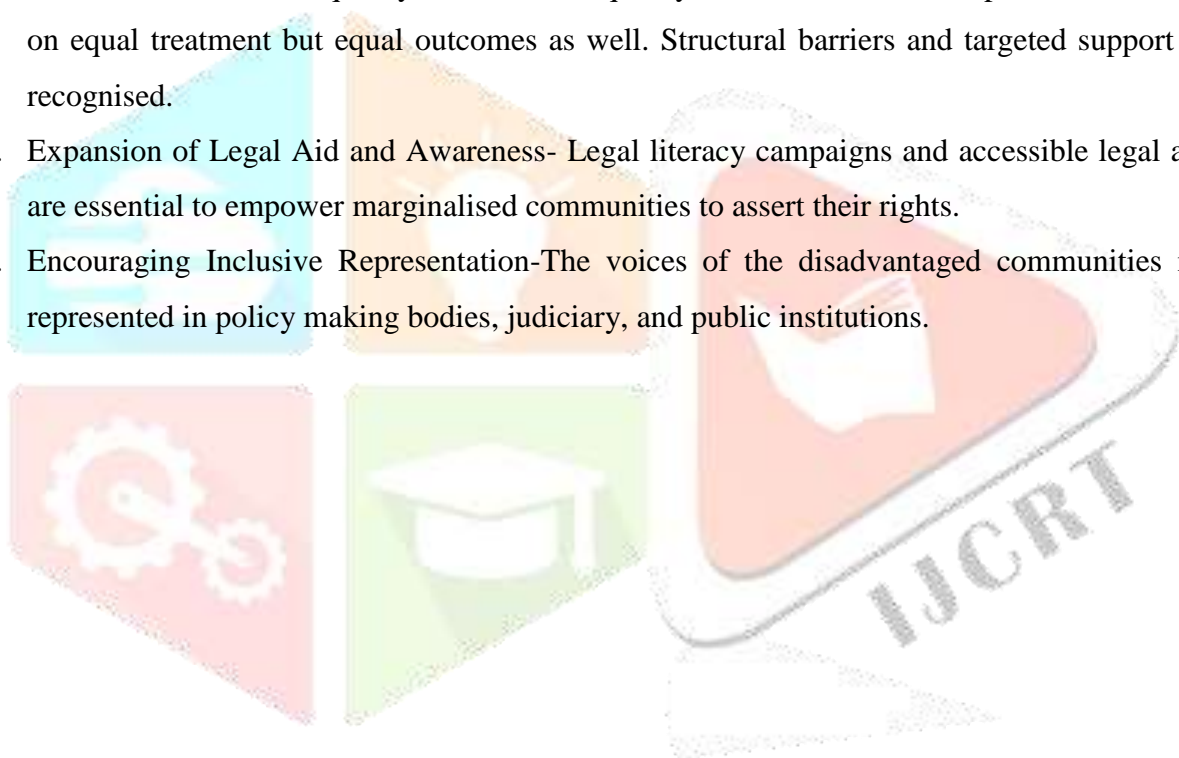 on equal treatment but equal outcomes as well. Structural barriers and targeted support
recognised.
. Expansion of Legal Aid and Awareness- Legal literacy campaigns and accessible legal
are essential to empower marginalised communities to assert their rights.
. Encouraging Inclusive Representation-The voices of the disadvantaged communities
represented in policy making bodies, judiciary, and public institutions.
IJCRT